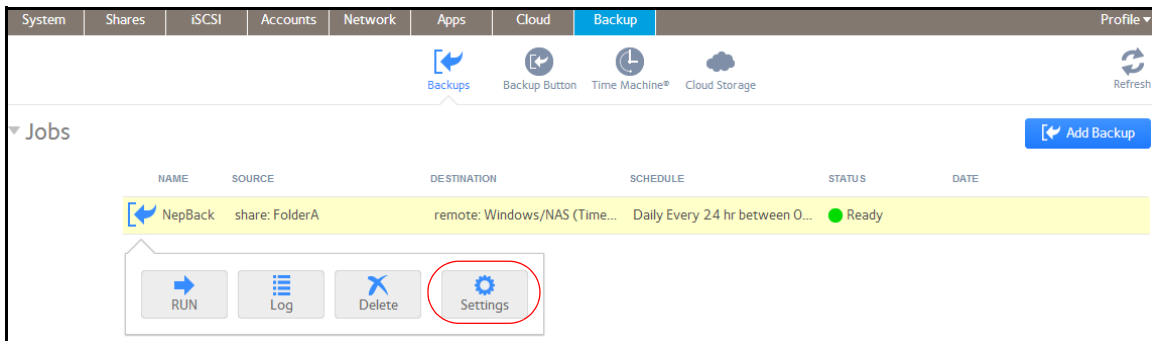 System Shares iSCSI Accounts Network Apps Cloud Backup Profile
Backups Backup Button Time Machine® Cloud Storage Refresh
Jobs Add Backup
NAME SOURCE DESTINATION SCHEDULE STATUS DATE
NepBack share: FolderA remote: Windows/NAS (Time... Daily Every 24 hr between 0... Ready
RUN Log Delete Settings